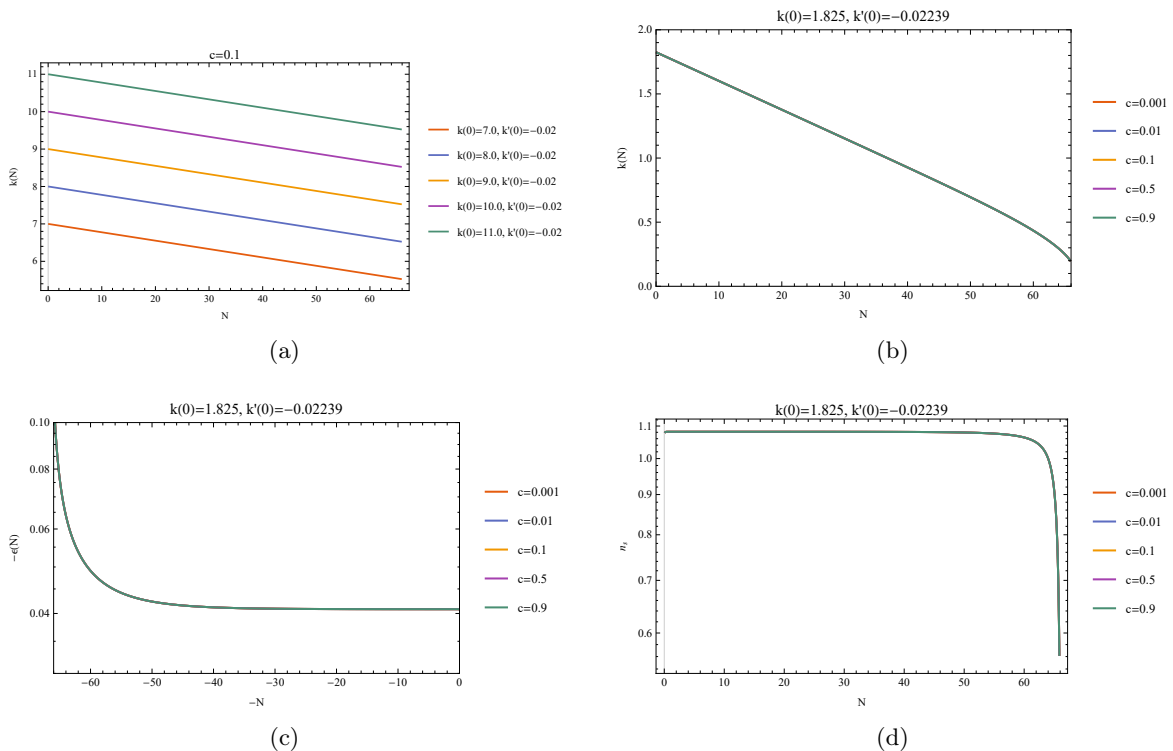 c=0.1
11
10
9
8
7
6
k(N)
0 10 20 30 40 50 60
N
k(0)=7.0, k'(0)=−0.02
k(0)=8.0, k'(0)=−0.02
k(0)=9.0, k'(0)=−0.02
k(0)=10.0, k'(0)=−0.02
k(0)=11.0, k'(0)=−0.02
(a)
k(0)=1.825, k'(0)=−0.02239
2.0
1.5
1.0
0.5
0.0
k(N)
0 10 20 30 40 50 60
N
c=0.001
c=0.01
c=0.1
c=0.5
c=0.9
(b)
k(0)=1.825, k'(0)=−0.02239
0.10
0.08
0.06
0.04
−ϵ(N)
−60 −50 −40 −30 −20 −10 0
−N
c=0.001
c=0.01
c=0.1
c=0.5
c=0.9
(c)
k(0)=1.825, k'(0)=−0.02239
1.1
1.0
0.9
0.8
0.7
0.6
n_s
0 20 40 60
N
c=0.001
c=0.01
c=0.1
c=0.5
c=0.9
(d)